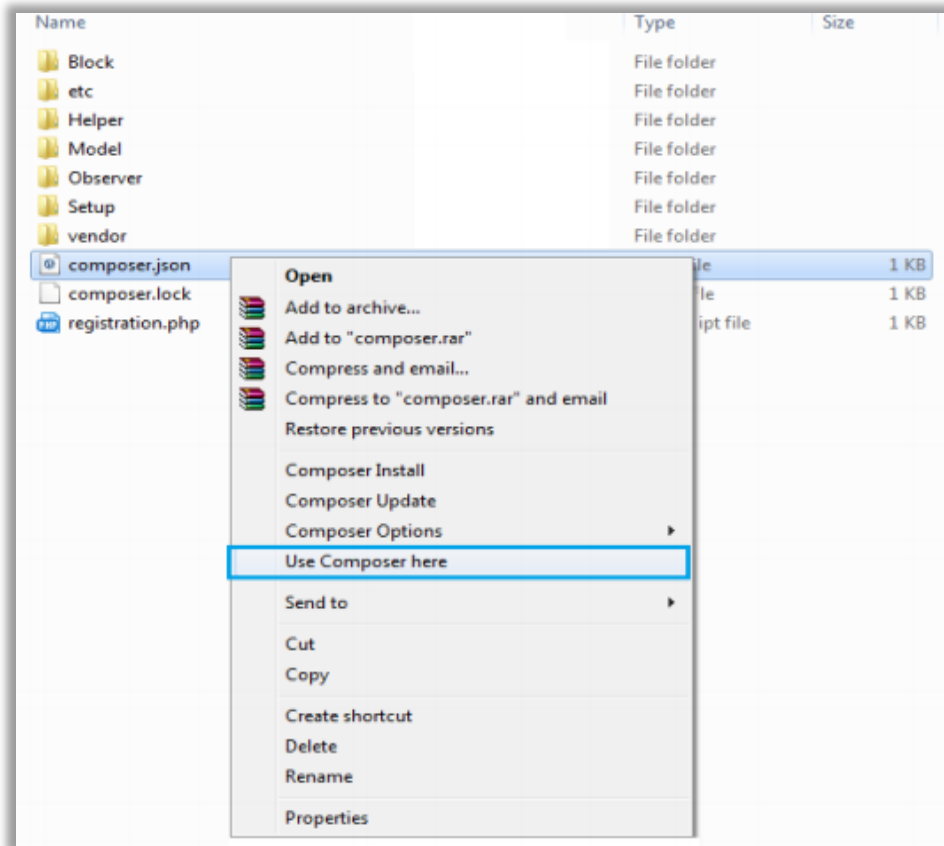 Name Type Size
Block File folder
etc File folder
Helper File folder
Model File folder
Observer File folder
Setup File folder
vendor File folder
composer.json 1 KB
composer.lock 1 KB
registration.php ipt file 1 KB
Open
Add to archive...
Add to "composer.rar"
Compress and email...
Compress to "composer.rar" and email
Restore previous versions
Composer Install
Composer Update
Composer Options
Use Composer here
Send to
Cut
Copy
Create shortcut
Delete
Rename
Properties